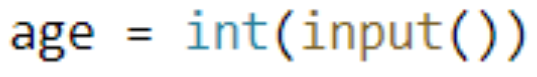 age = int(input())